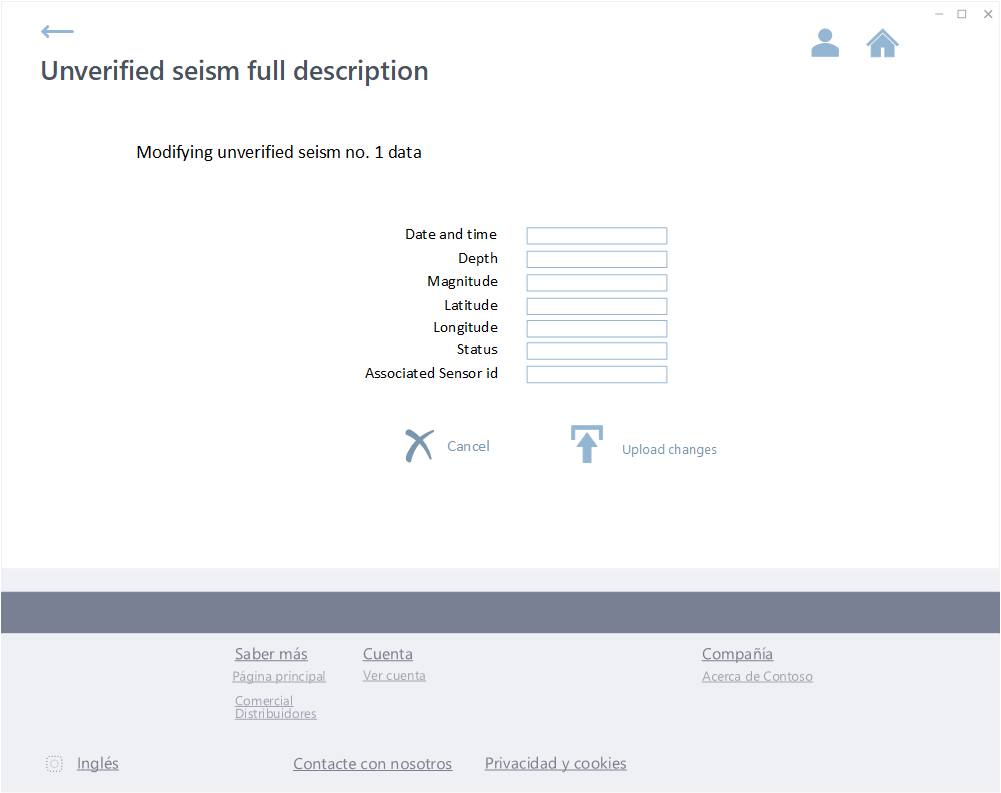 Unverified seism full description
Modifying unverified seism no. 1 data
Date and time
Depth
Magnitude
Latitude
Longitude
Status
Associated Sensor id
Cancel
Upload changes
Saber más
Cuenta
Compañía
Página principal
Ver cuenta
Acerca de Contoso
Comercial
Distribuidores
Inglés
Contacte con nosotros
Privacidad y cookies